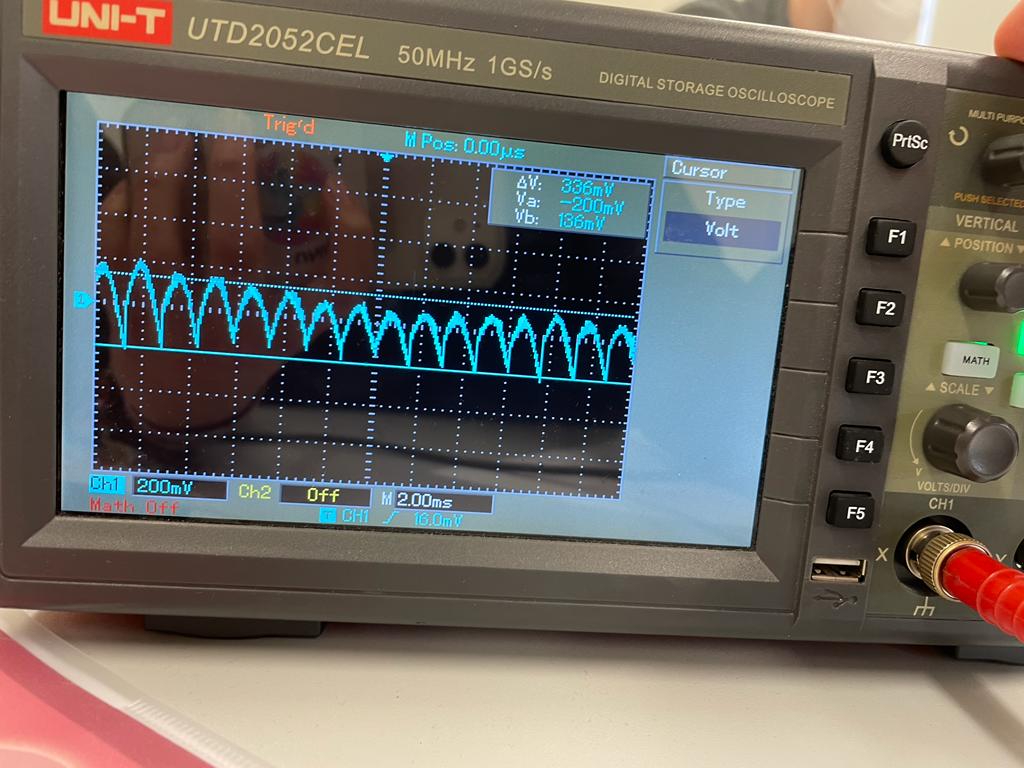 UNI-T UTD2052CEL 50MHz 1GS/s DIGITAL STORAGE OSCILLOSCOPE
Trig'd M Pos: 0.00µs
ΔV: 336mV
Va: -200mV
Vb: 136mV
Cursor
Type
Volt
1
Ch1 200mV Ch2 Off M 2.00ms
Math Off T CH1 16.0mV
PrtSc
F1
F2
F3
F4
F5
PUSH SELECTED
VERTICAL
▲ POSITION ▼
MATH
▲ SCALE ▼
V
VOLTS/DIV
CH1
X